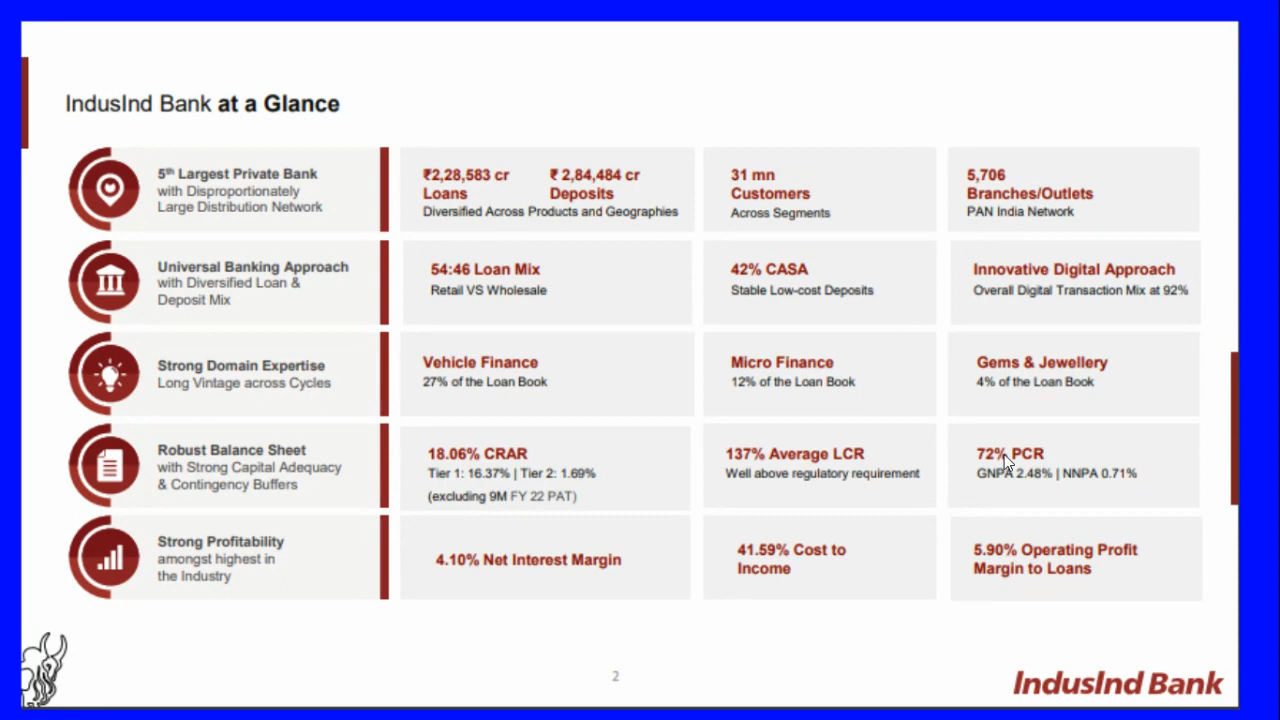 IndusInd Bank at a Glance
5th Largest Private Bank
with Disproportionately
Large Distribution Network
₹2,28,583 cr
Loans
₹ 2,84,484 cr
Deposits
Diversified Across Products and Geographies
31 mn
Customers
Across Segments
5,706
Branches/Outlets
PAN India Network
Universal Banking Approach
with Diversified Loan &
Deposit Mix
54:46 Loan Mix
Retail VS Wholesale
42% CASA
Stable Low-cost Deposits
Innovative Digital Approach
Overall Digital Transaction Mix at 92%
Strong Domain Expertise
Long Vintage across Cycles
Vehicle Finance
27% of the Loan Book
Micro Finance
12% of the Loan Book
Gems & Jewellery
4% of the Loan Book
Robust Balance Sheet
with Strong Capital Adequacy
& Contingency Buffers
18.06% CRAR
Tier 1: 16.37% | Tier 2: 1.69%
(excluding 9M FY 22 PAT)
137% Average LCR
Well above regulatory requirement
72% PCR
GNPA 2.48% | NNPA 0.71%
Strong Profitability
amongst highest in
the Industry
4.10% Net Interest Margin
41.59% Cost to
Income
5.90% Operating Profit
Margin to Loans
2
IndusInd Bank